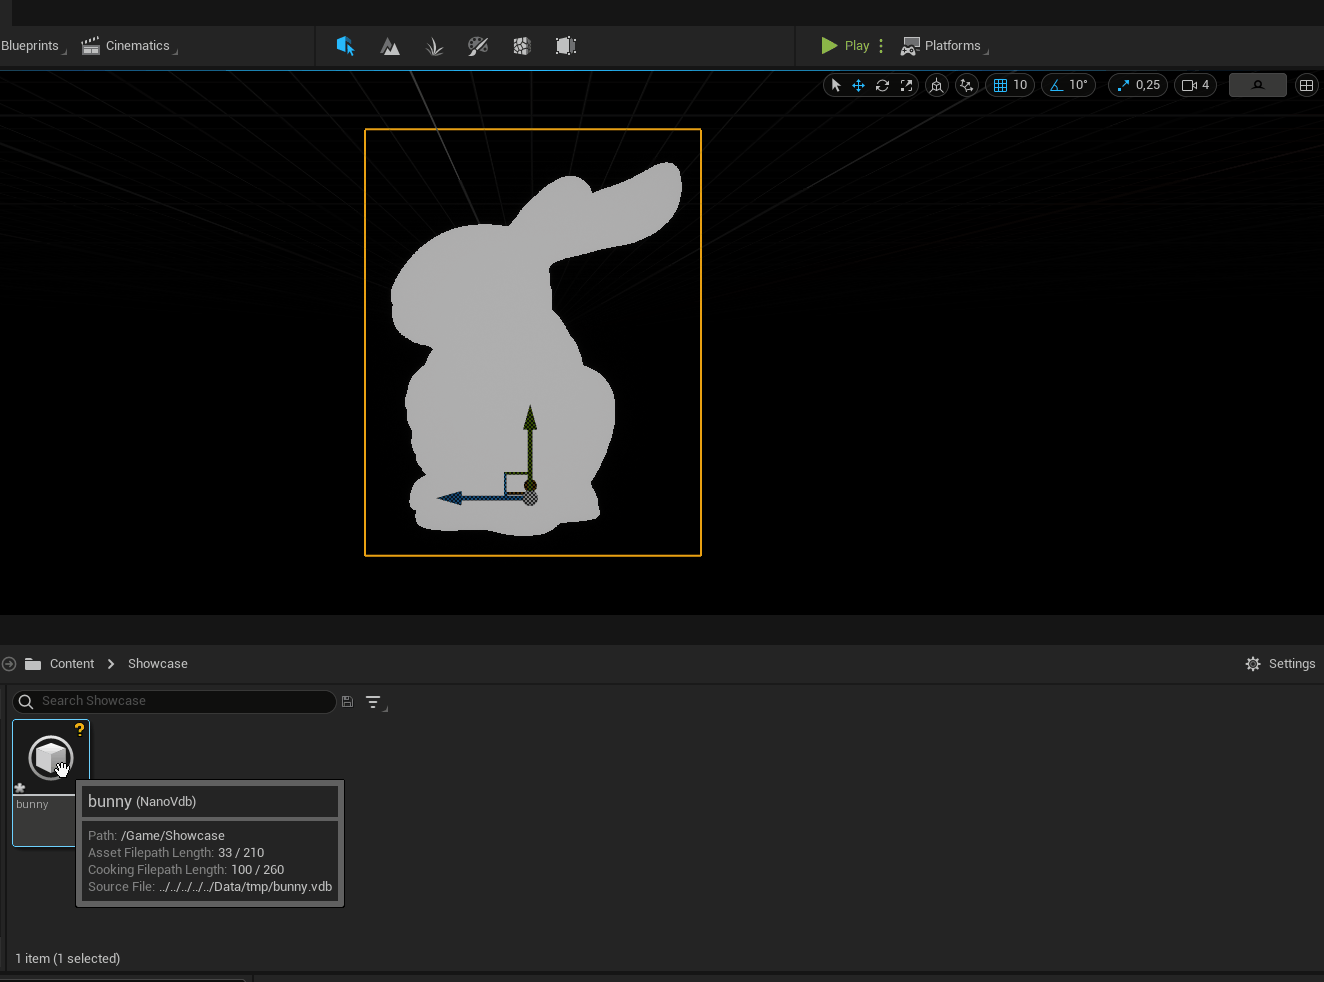 Blueprints
Cinematics
Play
Platforms
10
10°
0,25
4
Content
Showcase
Settings
Search Showcase
?
bunny
bunny (NanoVdb)
Path: /Game/Showcase
Asset Filepath Length: 33 / 210
Cooking Filepath Length: 100 / 260
Source File: ../../../../../Data/tmp/bunny.vdb
1 item (1 selected)